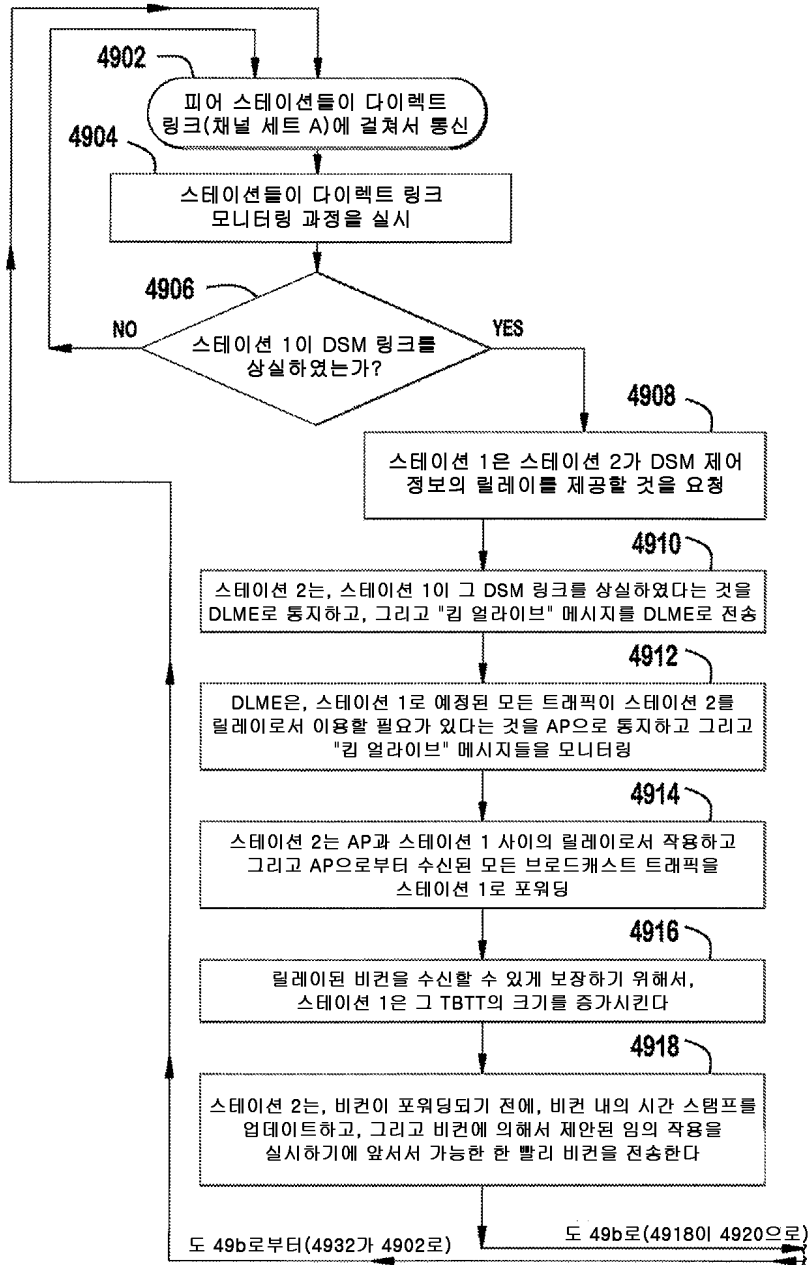 4902
피어 스테이션들이 다이렉트
링크(채널 세트 A)에 걸쳐서 통신
4904
스테이션들이 다이렉트 링크
모니터링 과정을 실시
4906
NO
YES
스테이션 1이 DSM 링크를
상실하였는가?
4908
스테이션 1은 스테이션 2가 DSM 제어
정보의 릴레이를 제공할 것을 요청
4910
스테이션 2는, 스테이션 1이 그 DSM 링크를 상실하였다는 것을
DLME로 통지하고, 그리고 "킵 얼라이브" 메시지를 DLME로 전송
4912
DLME은, 스테이션 1로 예정된 모든 트래픽이 스테이션 2를
릴레이로서 이용할 필요가 있다는 것을 AP으로 통지하고 그리고
"킵 얼라이브" 메시지들을 모니터링
4914
스테이션 2는 AP과 스테이션 1 사이의 릴레이로서 작용하고
그리고 AP으로부터 수신된 모든 브로드캐스트 트래픽을
스테이션 1로 포워딩
4916
릴레이된 비컨을 수신할 수 있게 보장하기 위해서,
스테이션 1은 그 TBTT의 크기를 증가시킨다
4918
스테이션 2는, 비컨이 포워딩되기 전에, 비컨 내의 시간 스탬프를
업데이트하고, 그리고 비컨에 의해서 제안된 임의 작용을
실시하기에 앞서서 가능한 한 빨리 비컨을 전송한다
도 49b로(4918이 4920으로)
도 49b로부터(4932가 4902로)